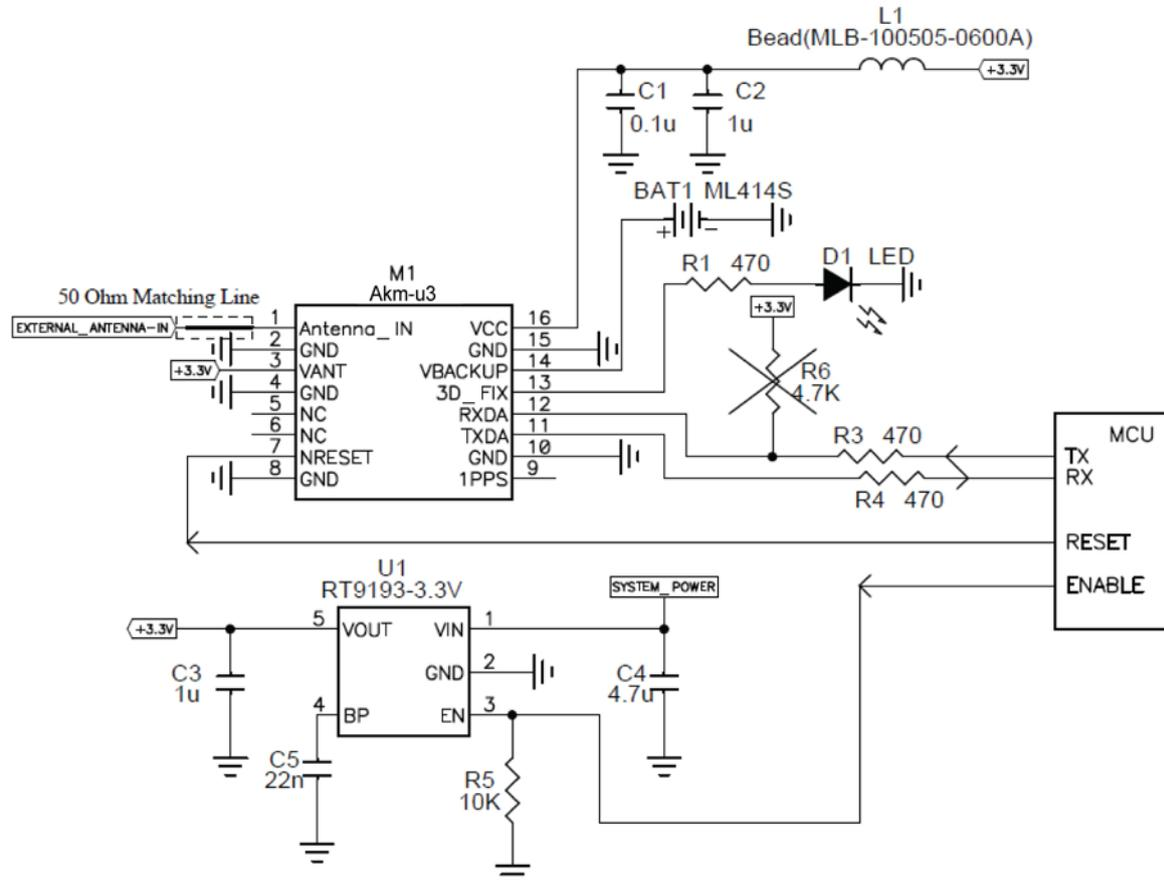 L1
Bead(MLB-100505-0600A)
+3.3V
C1
0.1u
C2
1u
BAT1 ML414S
+ -
R1 470
D1 LED
+3.3V
R6
4.7K
M1
Akm-u3
50 Ohm Matching Line
EXTERNAL_ANTENNA-IN
+3.3V
1 Antenna_IN VCC 16
2 GND GND 15
3 VANT VBACKUP 14
4 GND 3D_FIX 13
5 NC RXDA 12
6 NC TXDA 11
7 NRESET GND 10
8 GND 1PPS 9
R3 470
R4 470
MCU
TX
RX
RESET
ENABLE
U1
RT9193-3.3V
SYSTEM_POWER
+3.3V
5 VOUT VIN 1
GND 2
4 BP EN 3
C3
1u
C4
4.7u
C5
22n
R5
10K